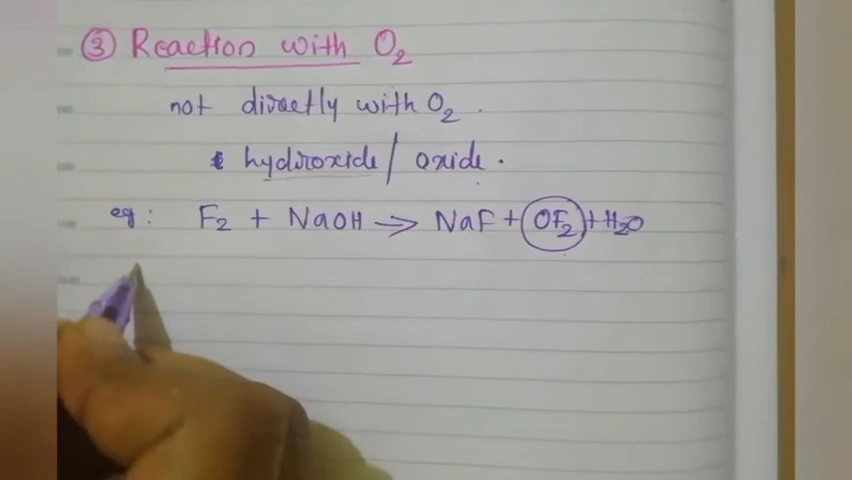 ③ Reaction with O₂
not directly with O₂.
hydroxide / oxide.
eg: F₂ + NaOH ⟹ NaF + OF₂ + H₂O